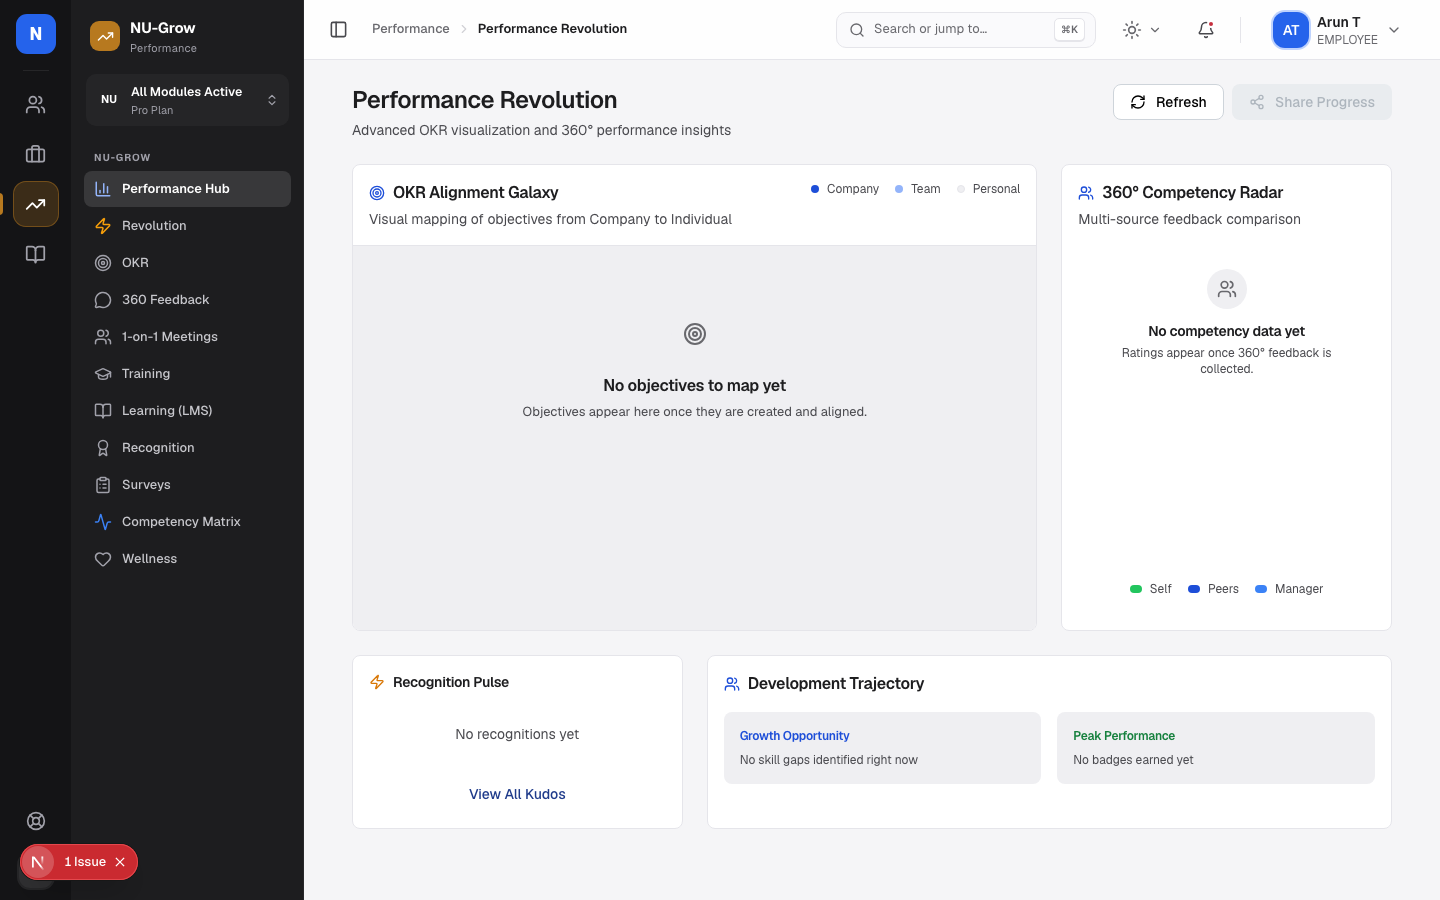 N
NU-Grow
Performance
NU
All Modules Active
Pro Plan
NU-GROW
Performance Hub
Revolution
OKR
360 Feedback
1-on-1 Meetings
Training
Learning (LMS)
Recognition
Surveys
Competency Matrix
Wellness
N
1 Issue
Performance
Performance Revolution
Search or jump to...
⌘K
AT
Arun T
EMPLOYEE
Performance Revolution
Advanced OKR visualization and 360° performance insights
Refresh
Share Progress
OKR Alignment Galaxy
Visual mapping of objectives from Company to Individual
Company
Team
Personal
No objectives to map yet
Objectives appear here once they are created and aligned.
360° Competency Radar
Multi-source feedback comparison
No competency data yet
Ratings appear once 360° feedback is
collected.
Self
Peers
Manager
Recognition Pulse
No recognitions yet
View All Kudos
Development Trajectory
Growth Opportunity
No skill gaps identified right now
Peak Performance
No badges earned yet